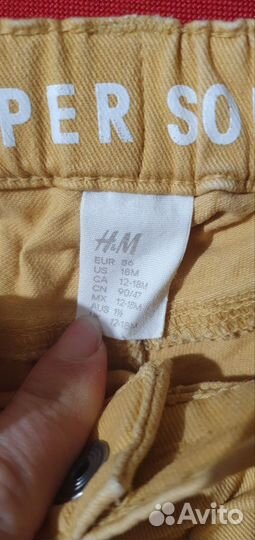 PER SO
H&M
EUR 86
US 18M
CA 12-18M
CN 90/47
MX 12-18M
AUS 1½
12-18M
Avito